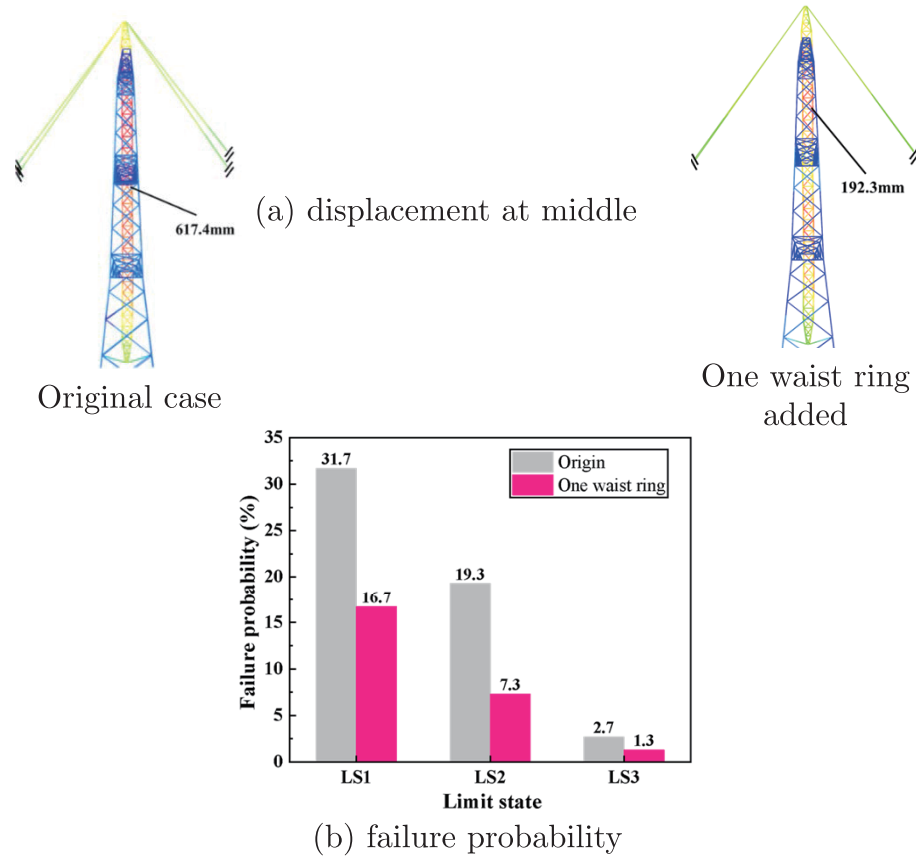 617.4mm
(a) displacement at middle
192.3mm
Original case
One waist ring
added
35
30
25
20
15
10
5
0
Failure probability (%)
Origin
One waist ring
31.7
16.7
19.3
7.3
2.7
1.3
LS1
LS2
LS3
Limit state
(b) failure probability